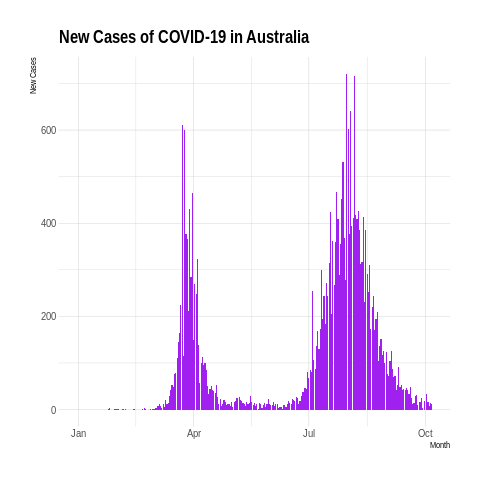 New Cases of COVID-19 in Australia
New Cases
600
400
200
0
Jan Apr Jul Oct
Month